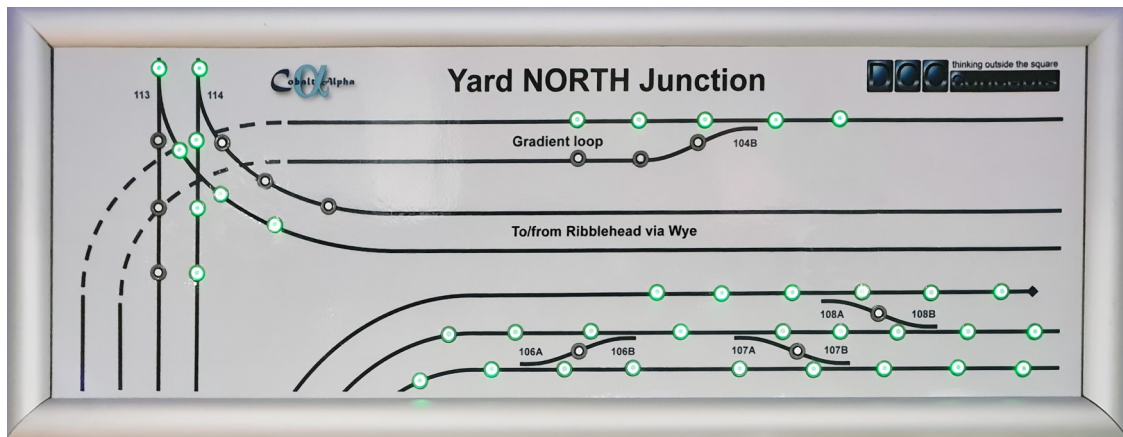 113
114
Cobalt Alpha
α
Yard NORTH Junction
DCC
thinking outside the square
Concepts
Gradient loop
104B
To/from Ribblehead via Wye
108A
108B
106A
106B
107A
107B